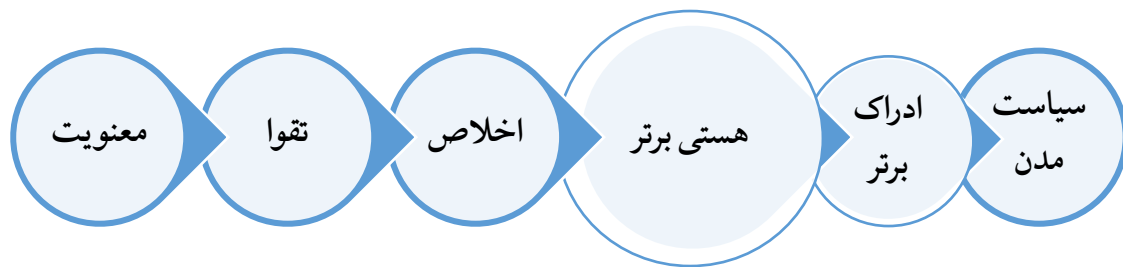 معنویت
تقوا
اخلاص
هستی برتر
ادراک
برتر
سیاست
مدن